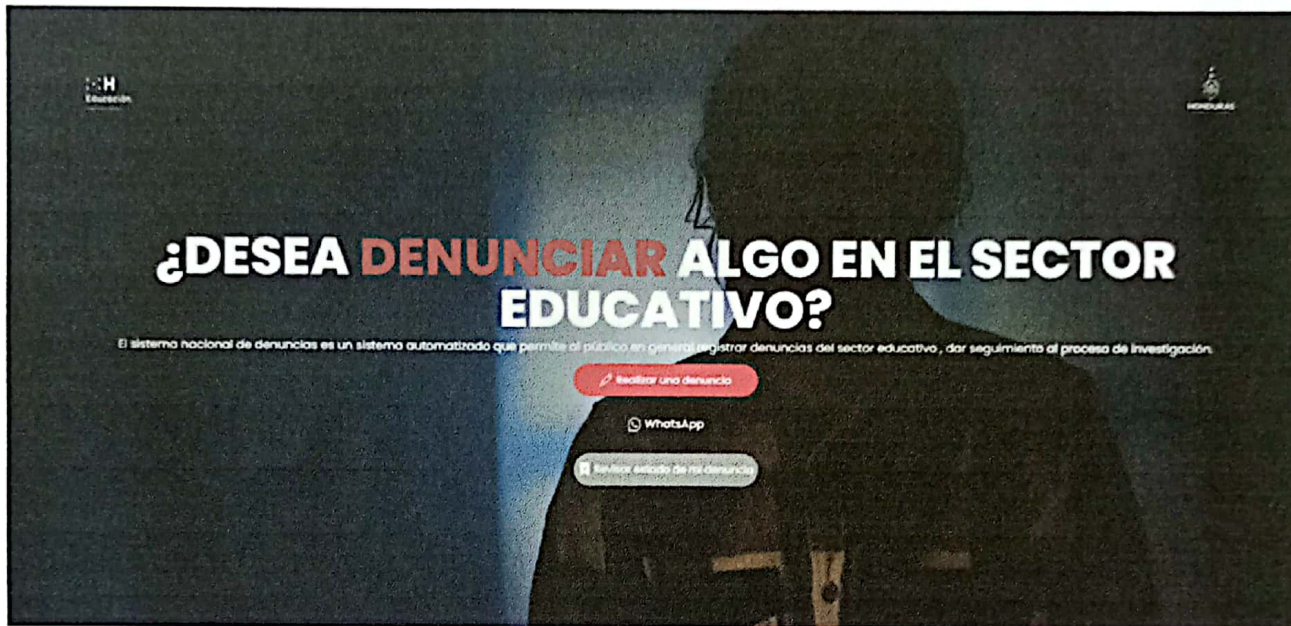 H
Educación
HONDURAS
¿DESEA DENUNCIAR ALGO EN EL SECTOR
EDUCATIVO?
El sistema nacional de denuncias es un sistema automatizado que permite al público en general registrar denuncias del sector educativo , dar seguimiento al proceso de investigación.
Realizar una denuncia
WhatsApp
Revisar estado de mi denuncia